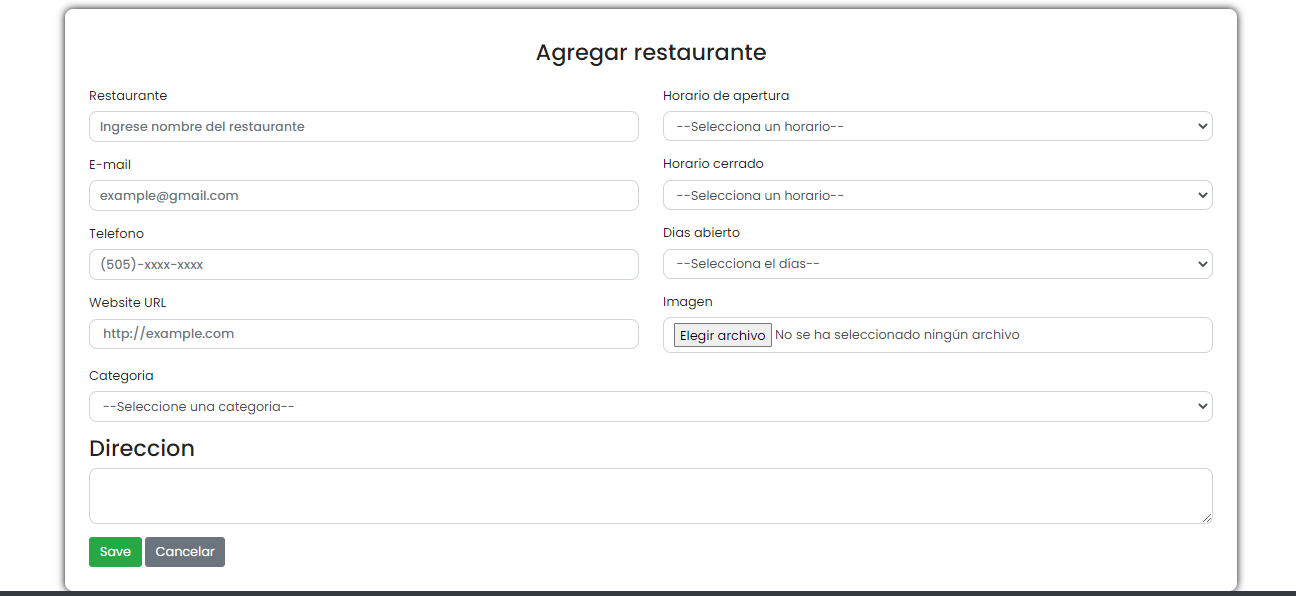 Agregar restaurante
Restaurante
Ingrese nombre del restaurante
E-mail
example@gmail.com
Telefono
(505)-xxxx-xxxx
Website URL
http://example.com
Horario de apertura
--Selecciona un horario--
Horario cerrado
--Selecciona un horario--
Dias abierto
--Selecciona el días--
Imagen
Elegir archivo No se ha seleccionado ningún archivo
Categoria
--Seleccione una categoria--
Direccion
Save Cancelar